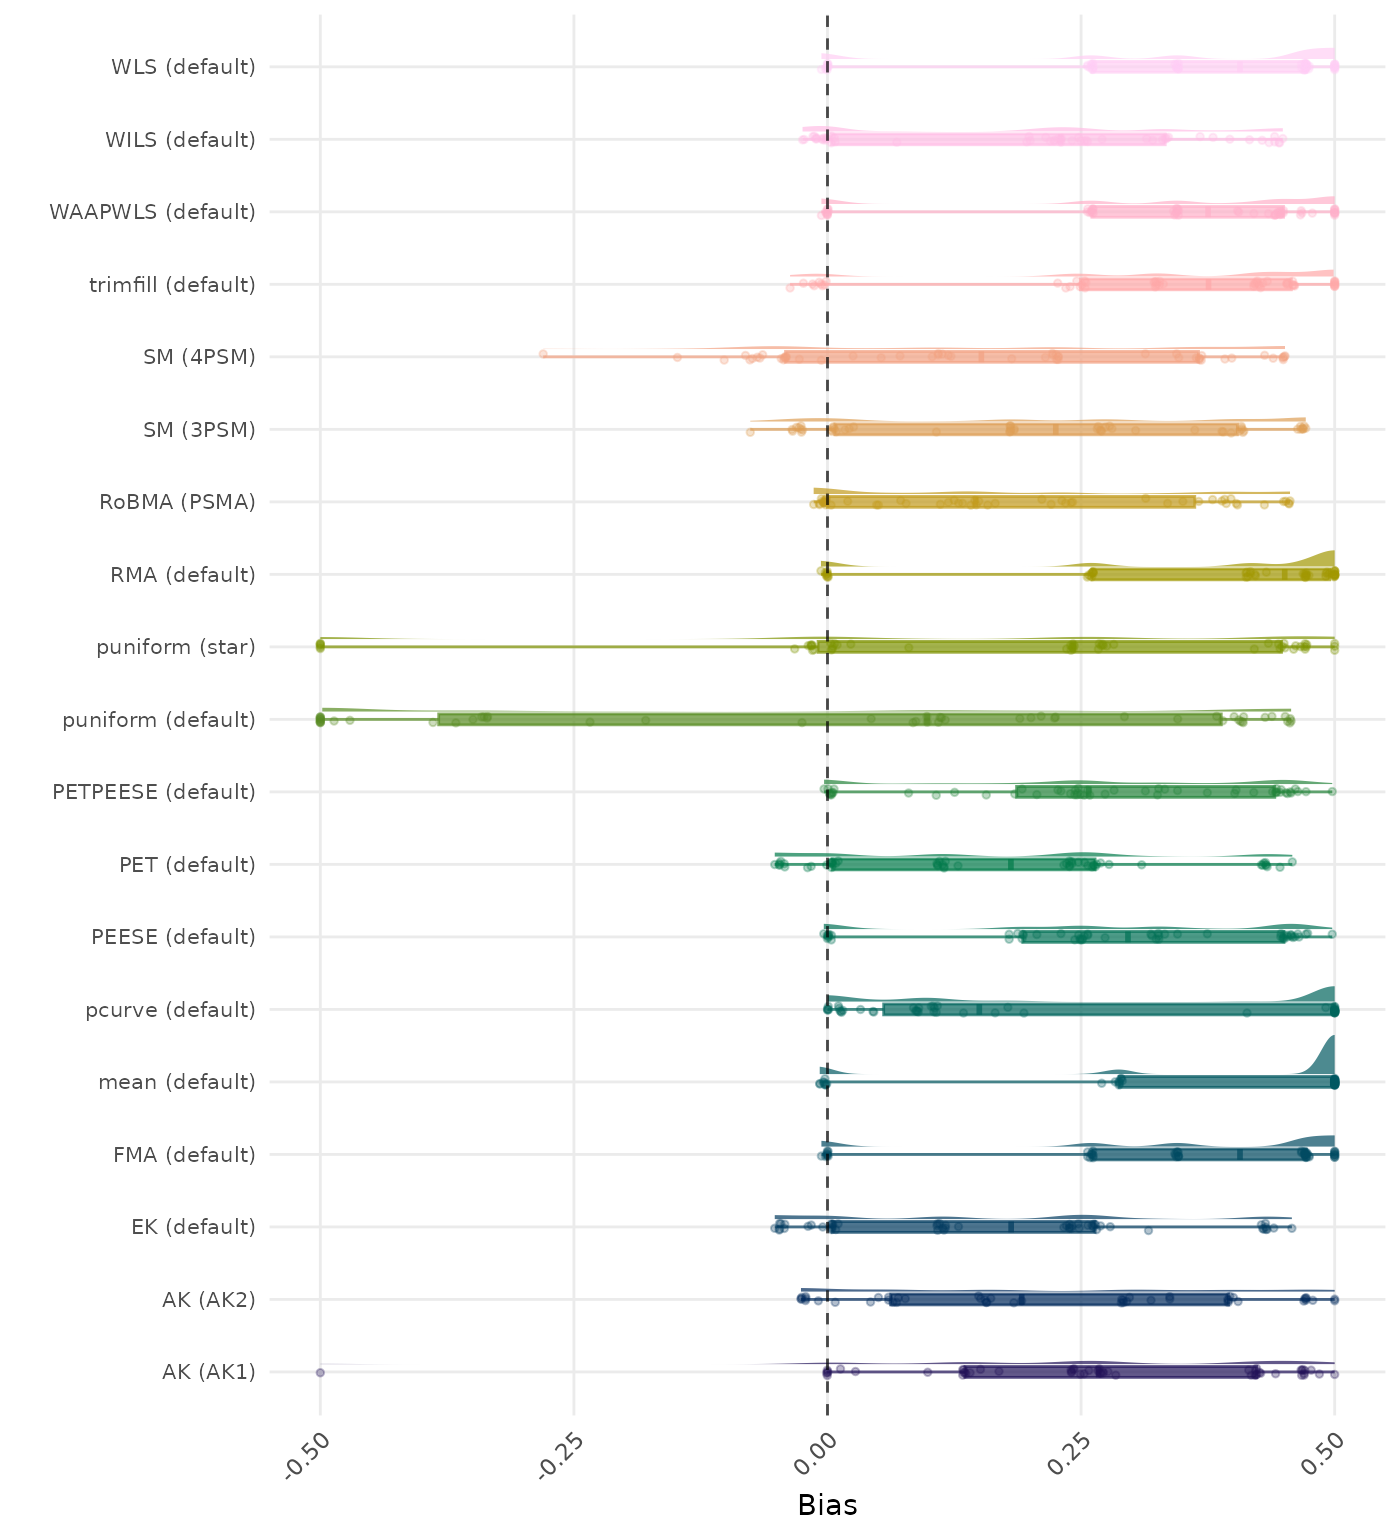 WLS (default)
WILS (default)
WAAPWLS (default)
trimfill (default)
SM (4PSM)
SM (3PSM)
RoBMA (PSMA)
RMA (default)
puniform (star)
puniform (default)
PETPEESE (default)
PET (default)
PEESE (default)
pcurve (default)
mean (default)
FMA (default)
EK (default)
AK (AK2)
AK (AK1)
-0.50
-0.25
0.00
0.25
0.50
Bias